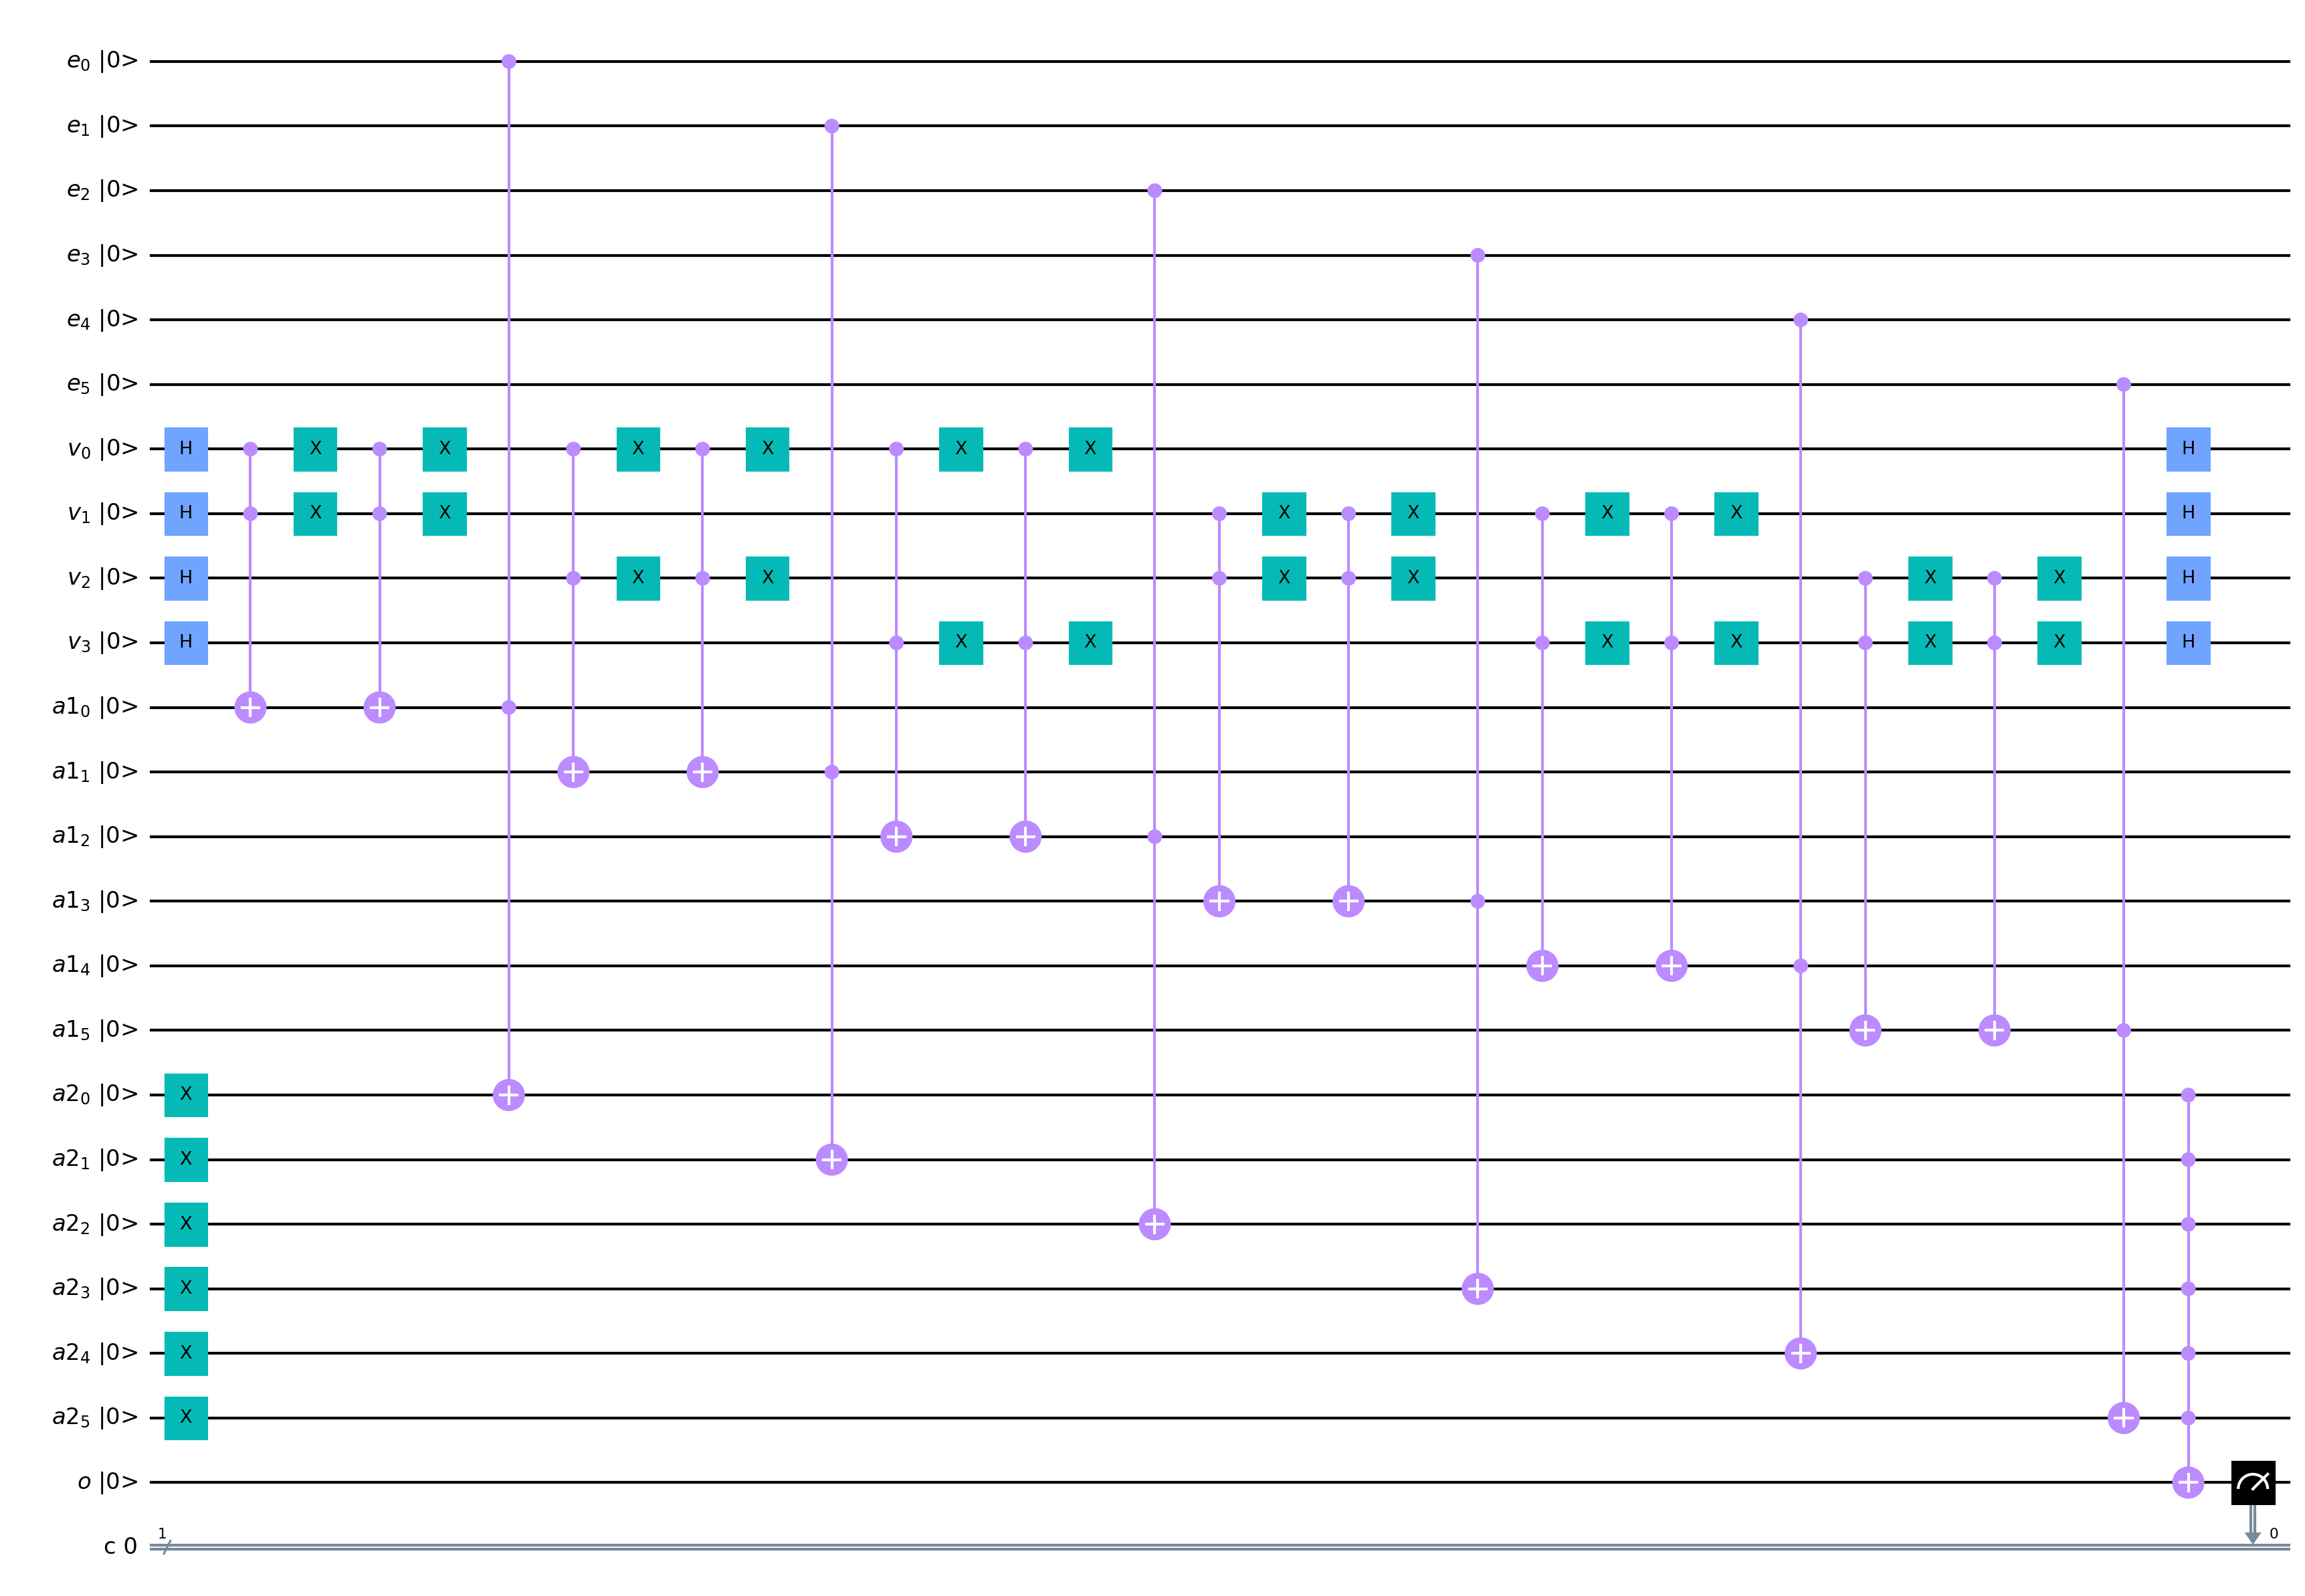 e0 |0>
e1 |0>
e2 |0>
e3 |0>
e4 |0>
e5 |0>
v0 |0> H X X X X X X H
v1 |0> H X X X X X X H
v2 |0> H X X X X X X H
v3 |0> H X X X X X X H
a10 |0>
a11 |0>
a12 |0>
a13 |0>
a14 |0>
a15 |0>
a20 |0> X
a21 |0> X
a22 |0> X
a23 |0> X
a24 |0> X
a25 |0> X
o |0>
c 0 1 0